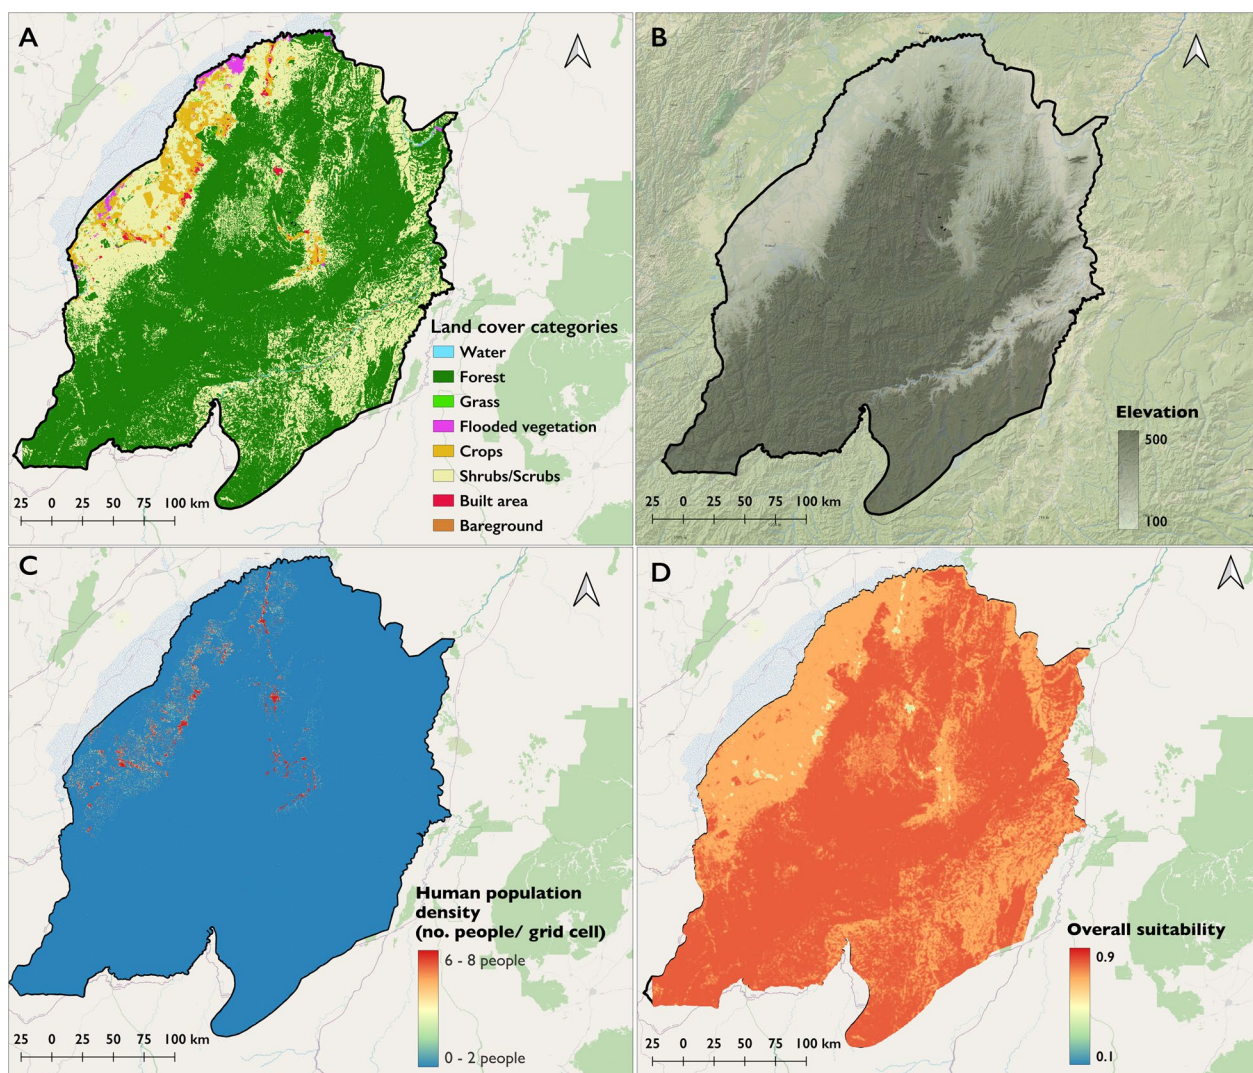 A
Land cover categories
Water
Forest
Grass
Flooded vegetation
Crops
Shrubs/Scrubs
Built area
Bareground
25 0 25 50 75 100 km
B
Elevation
500
100
25 0 25 50 75 100 km
C
Human population
density
(no. people/ grid cell)
6 - 8 people
0 - 2 people
25 0 25 50 75 100 km
D
Overall suitability
0.9
0.1
25 0 25 50 75 100 km